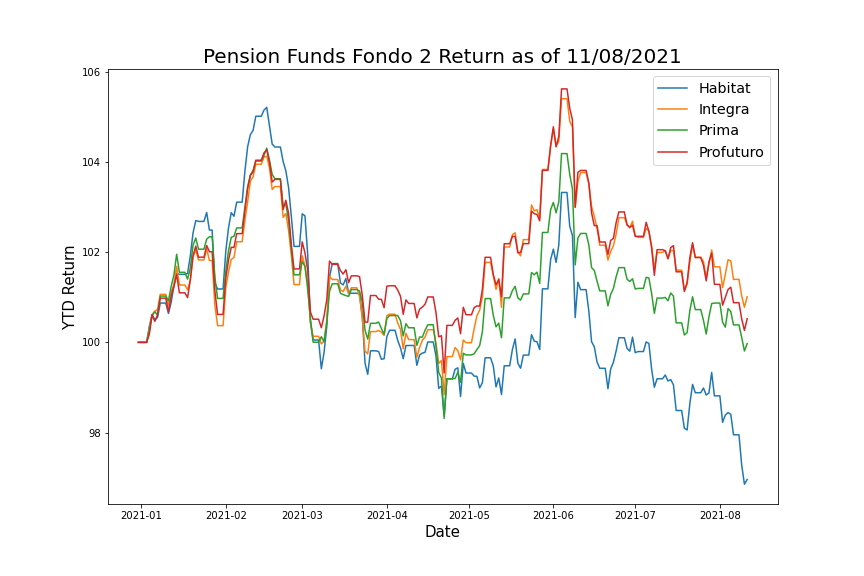 Pension Funds Fondo 2 Return as of 11/08/2021
Habitat
Integra
Prima
Profuturo
YTD Return
106
104
102
100
98
2021-01 2021-02 2021-03 2021-04 2021-05 2021-06 2021-07 2021-08
Date